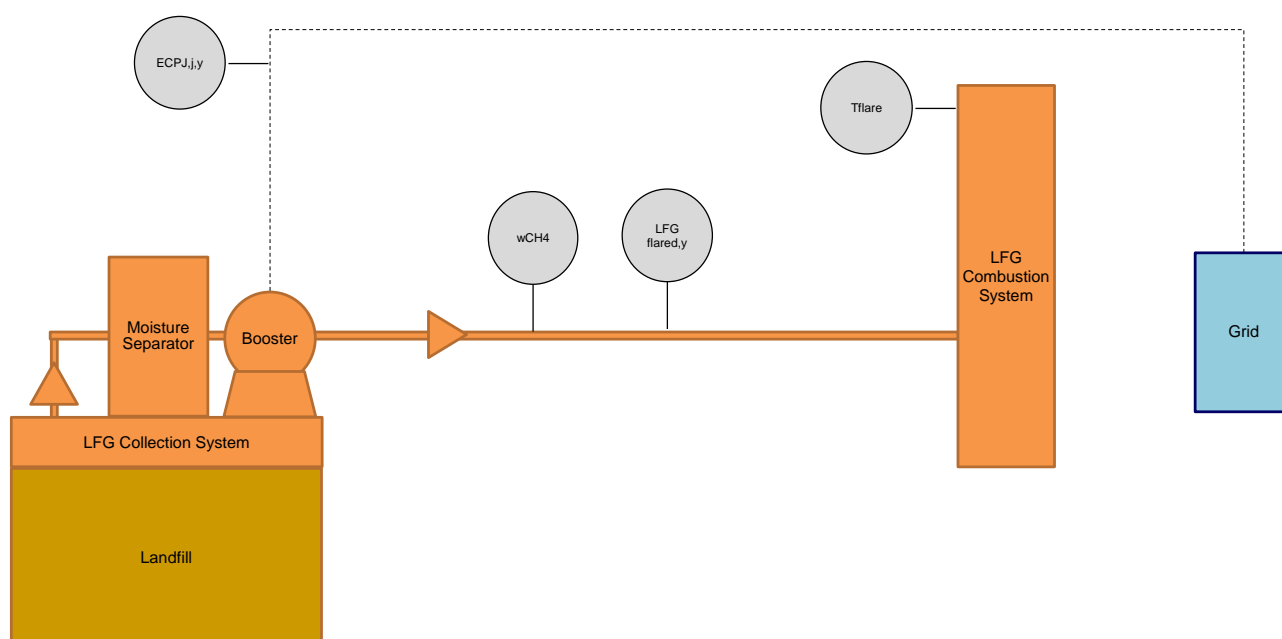 ECPJ,j,y
Tflare
wCH4
LFG
flared,y
LFG
Combustion
System
Moisture
Separator
Booster
Grid
LFG Collection System
Landfill